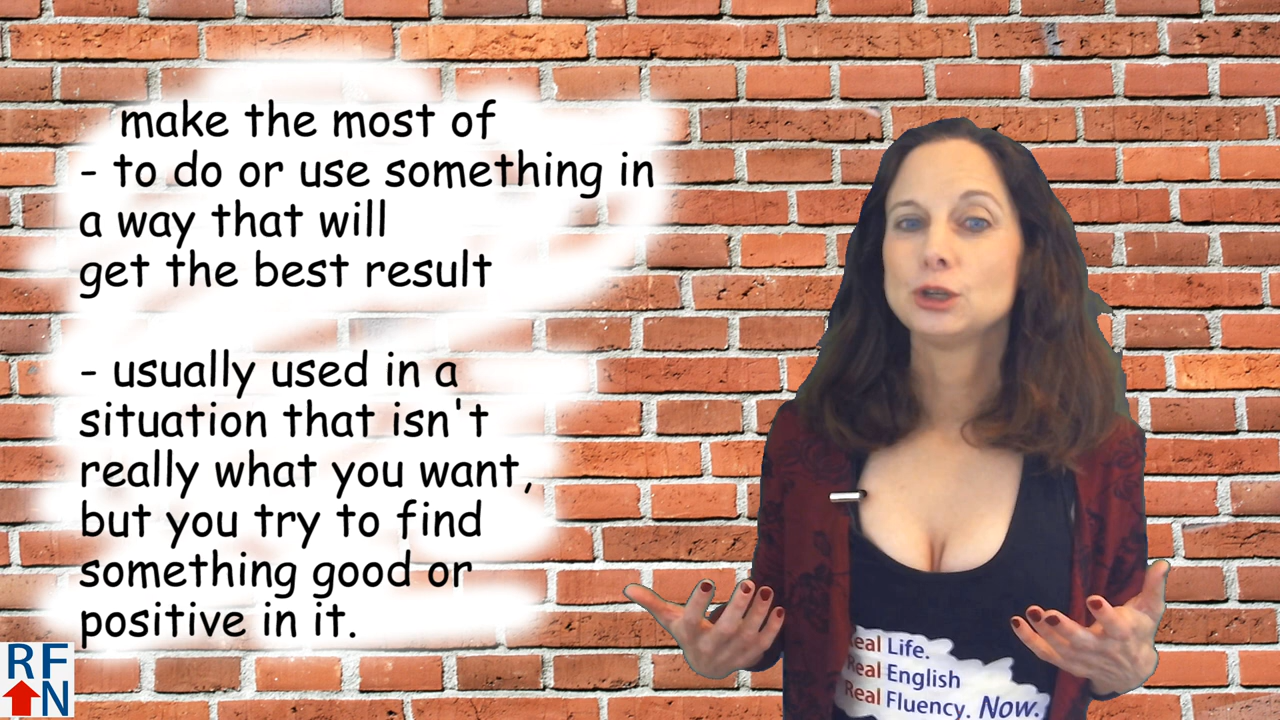 make the most of
- to do or use something in
a way that will
get the best result
- usually used in a
situation that isn't
really what you want,
but you try to find
something good or
positive in it.
eal Life.
Real English
Real Fluency. Now.
RF
N